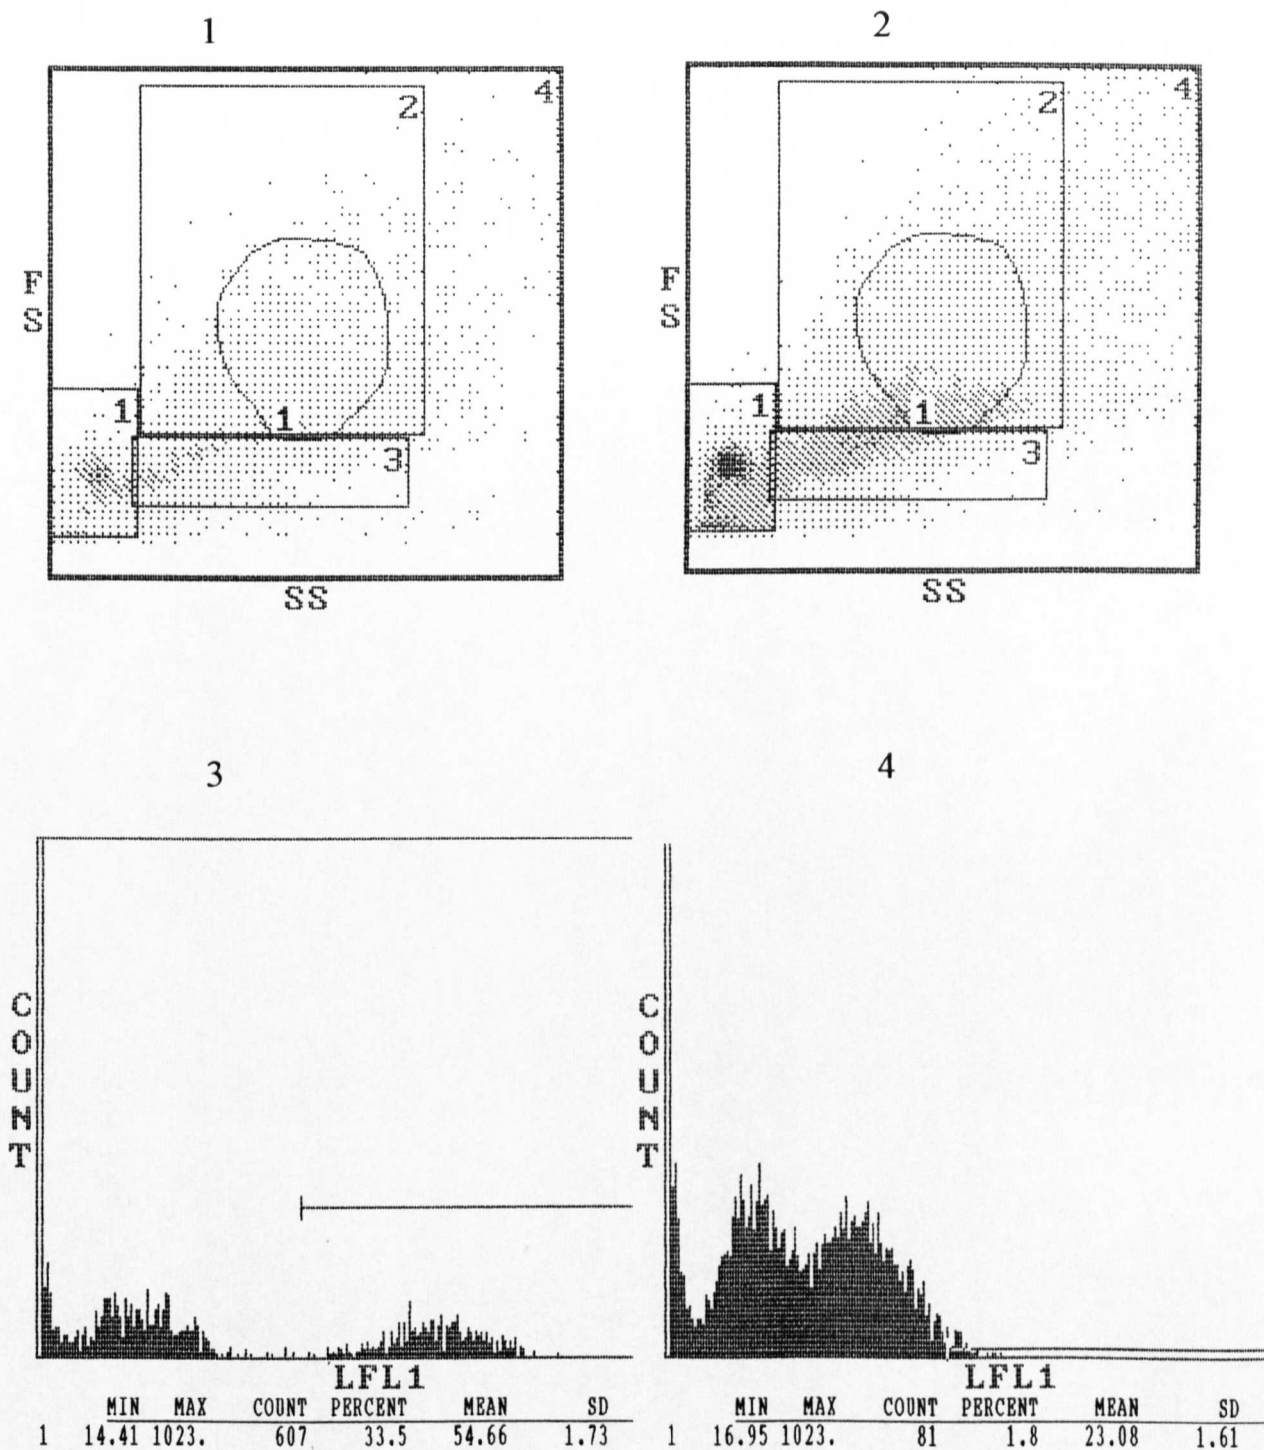 1
2
2
4
2
4
F
S
F
S
1
1
1
1
3
3
SS
SS
3
4
C
O
U
N
T
C
O
U
N
T
LFL1
LFL1
MIN MAX COUNT PERCENT MEAN SD
1 14.41 1023. 607 33.5 54.66 1.73
MIN MAX COUNT PERCENT MEAN SD
1 16.95 1023. 81 1.8 23.08 1.61